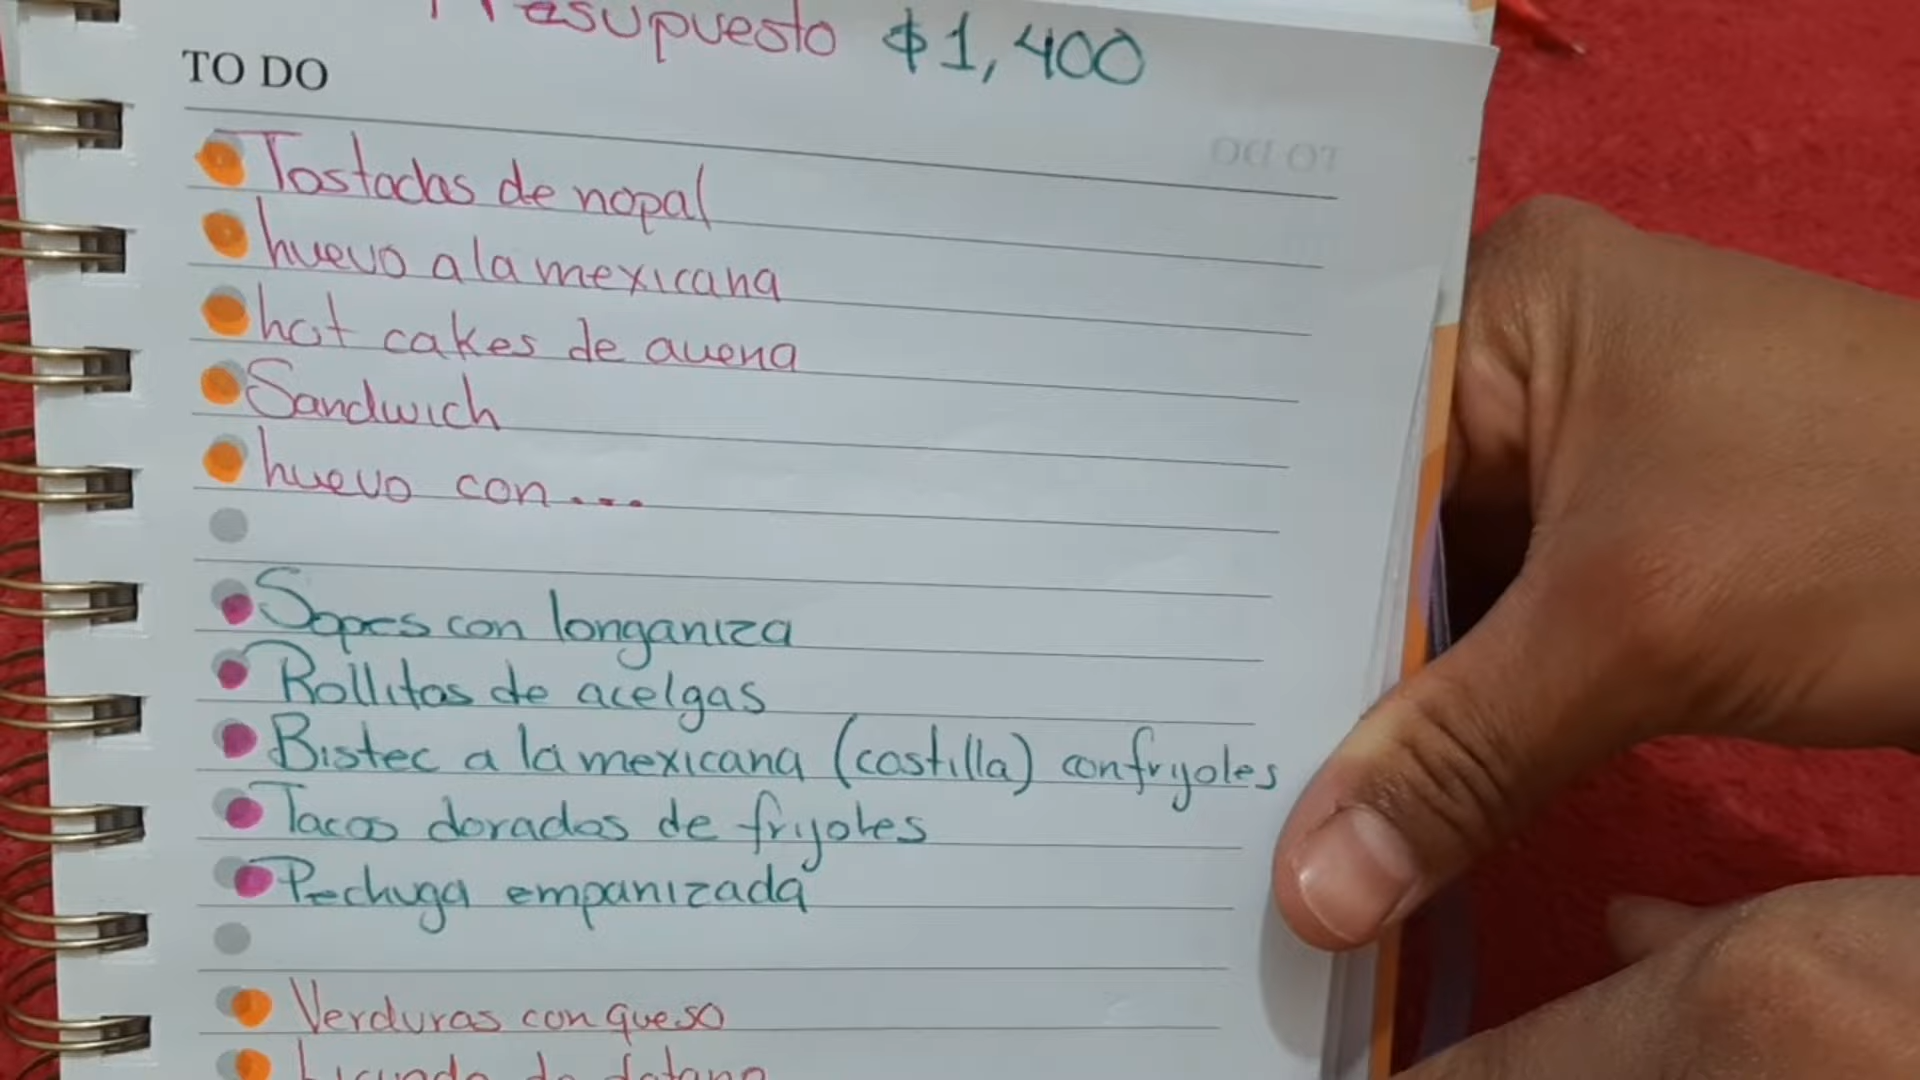 Presupuesto $1,400
TO DO
Tostadas de nopal
huevo a la mexicana
hot cakes de avena
Sandwich
huevo con...
Sopes con longaniza
Rollitos de acelgas
Bistec a la mexicana (costilla) con frijoles
Tacos dorados de frijoles
Pechuga empanizada
Verduras con queso